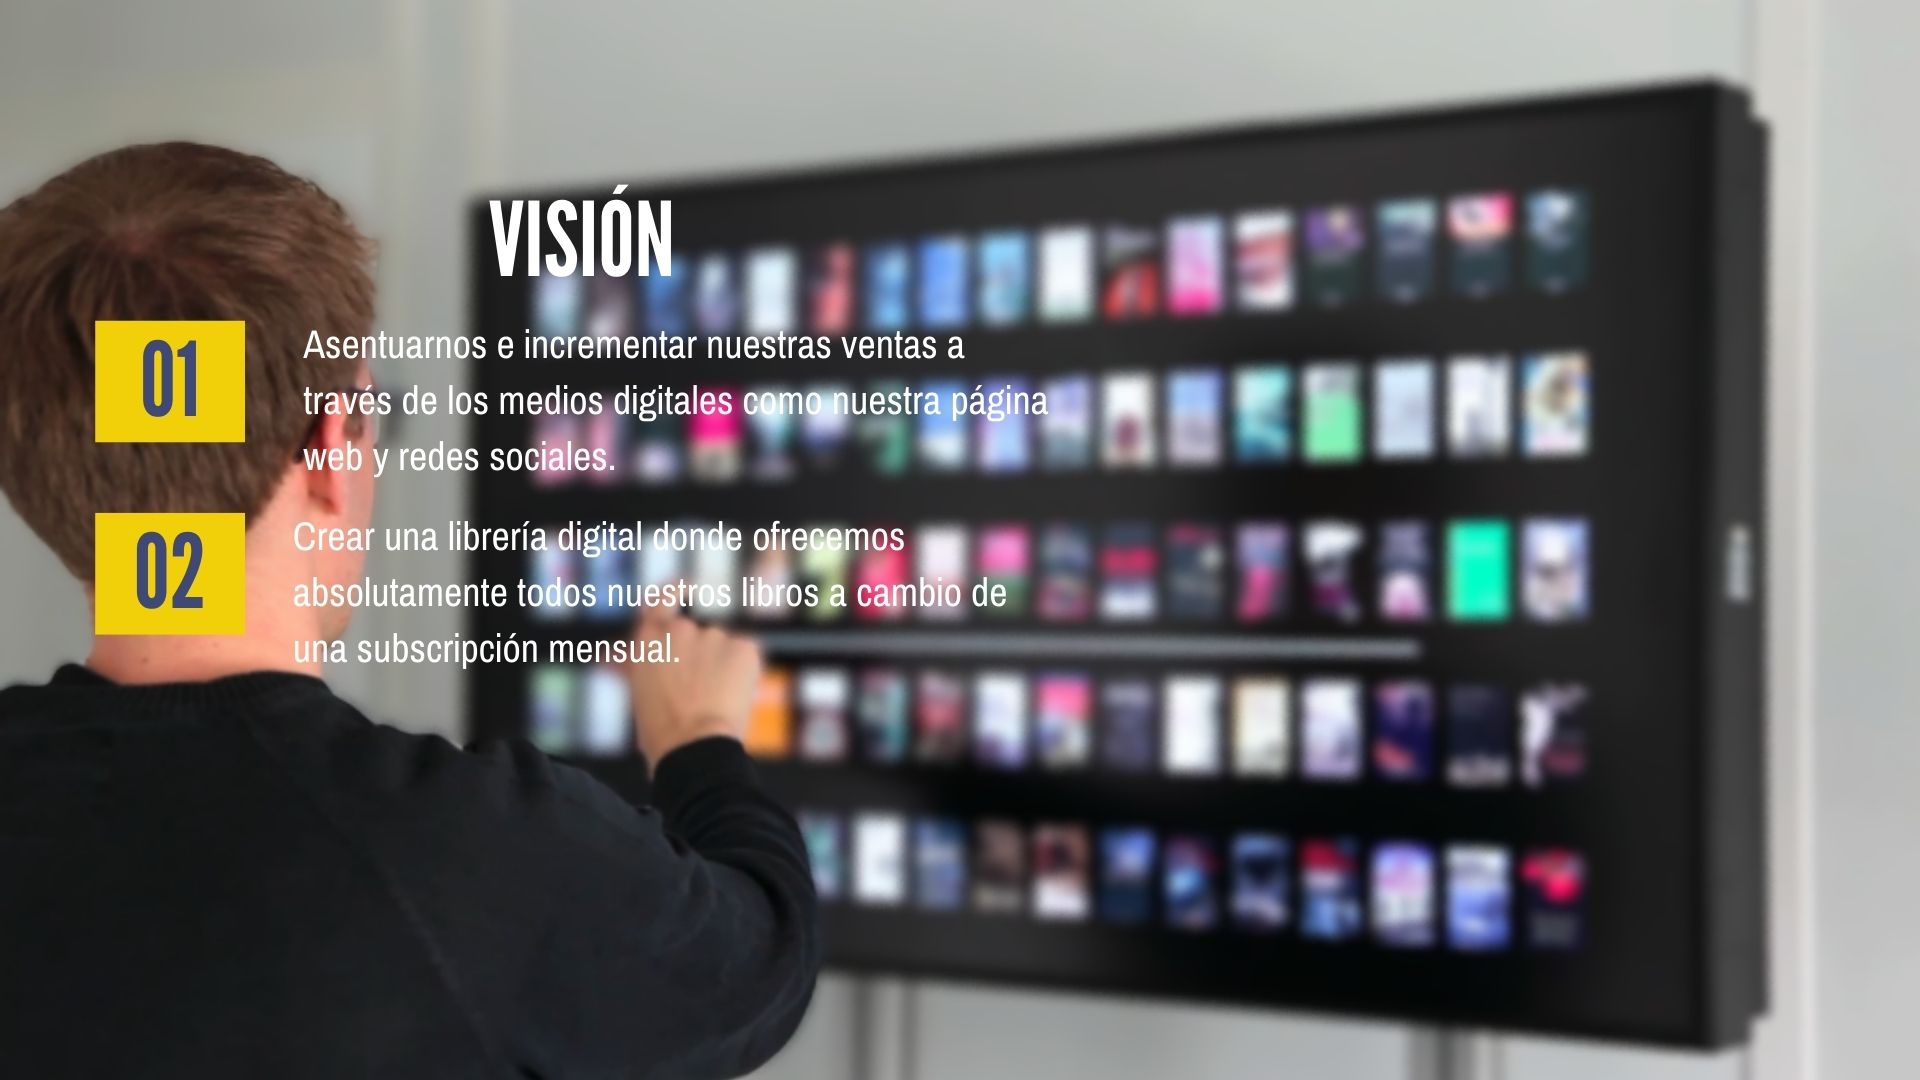 VISIÓN
01
Asentuarnos e incrementar nuestras ventas a
través de los medios digitales como nuestra página
web y redes sociales.
02
Crear una librería digital donde ofrecemos
absolutamente todos nuestros libros a cambio de
una subscripción mensual.